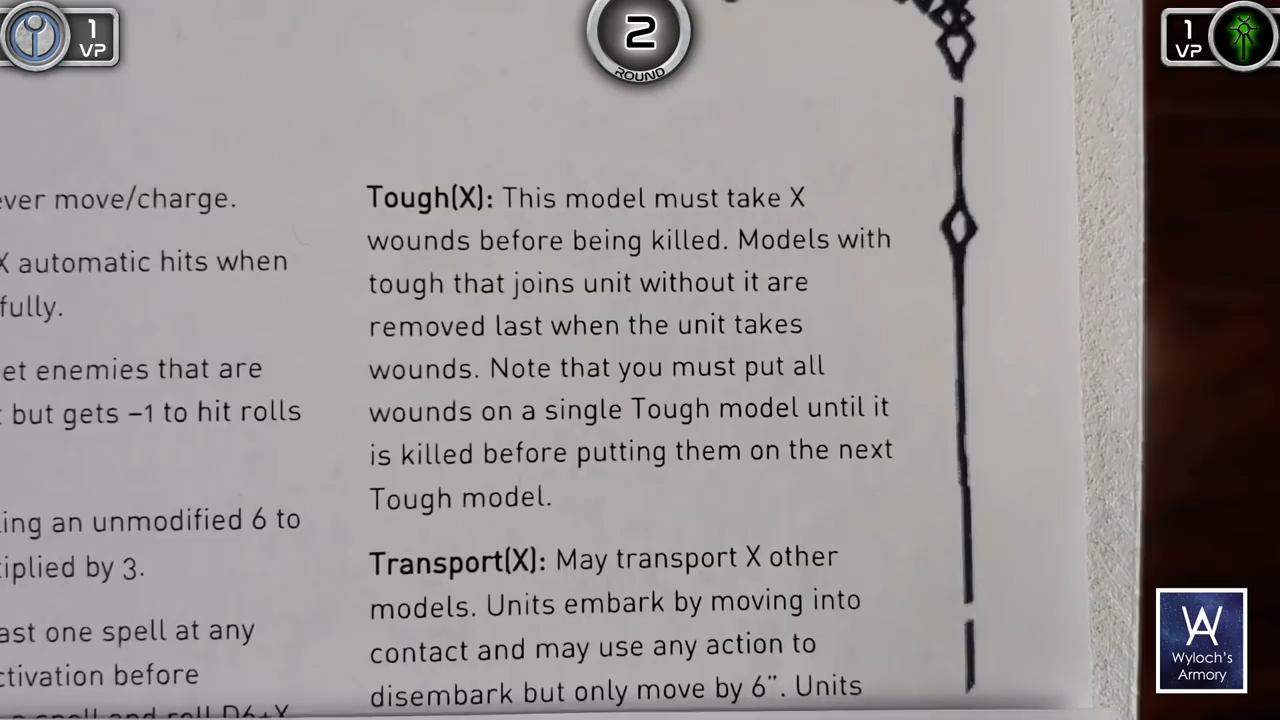 1
VP
2
ROUND
1
VP
ever move/charge.
X automatic hits when
fully.
et enemies that are
but gets -1 to hit rolls
ing an unmodified 6 to
tiplied by 3.
ast one spell at any
ctivation before
spell and roll D6+X
Tough(X): This model must take X
wounds before being killed. Models with
tough that joins unit without it are
removed last when the unit takes
wounds. Note that you must put all
wounds on a single Tough model until it
is killed before putting them on the next
Tough model.
Transport(X): May transport X other
models. Units embark by moving into
contact and may use any action to
disembark but only move by 6”. Units
Wyloch's
Armory